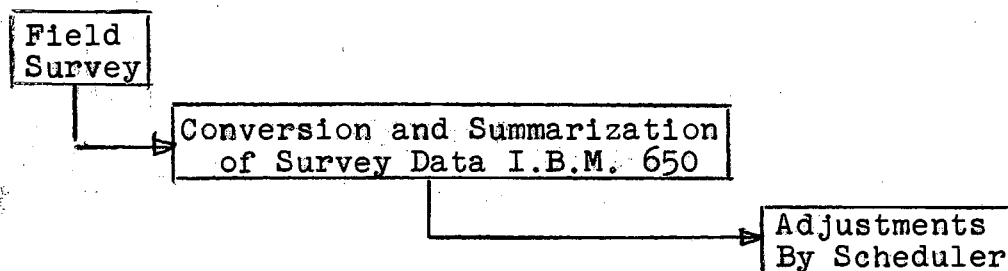 Field
Survey
Conversion and Summarization
of Survey Data I.B.M. 650
Adjustments
By Scheduler